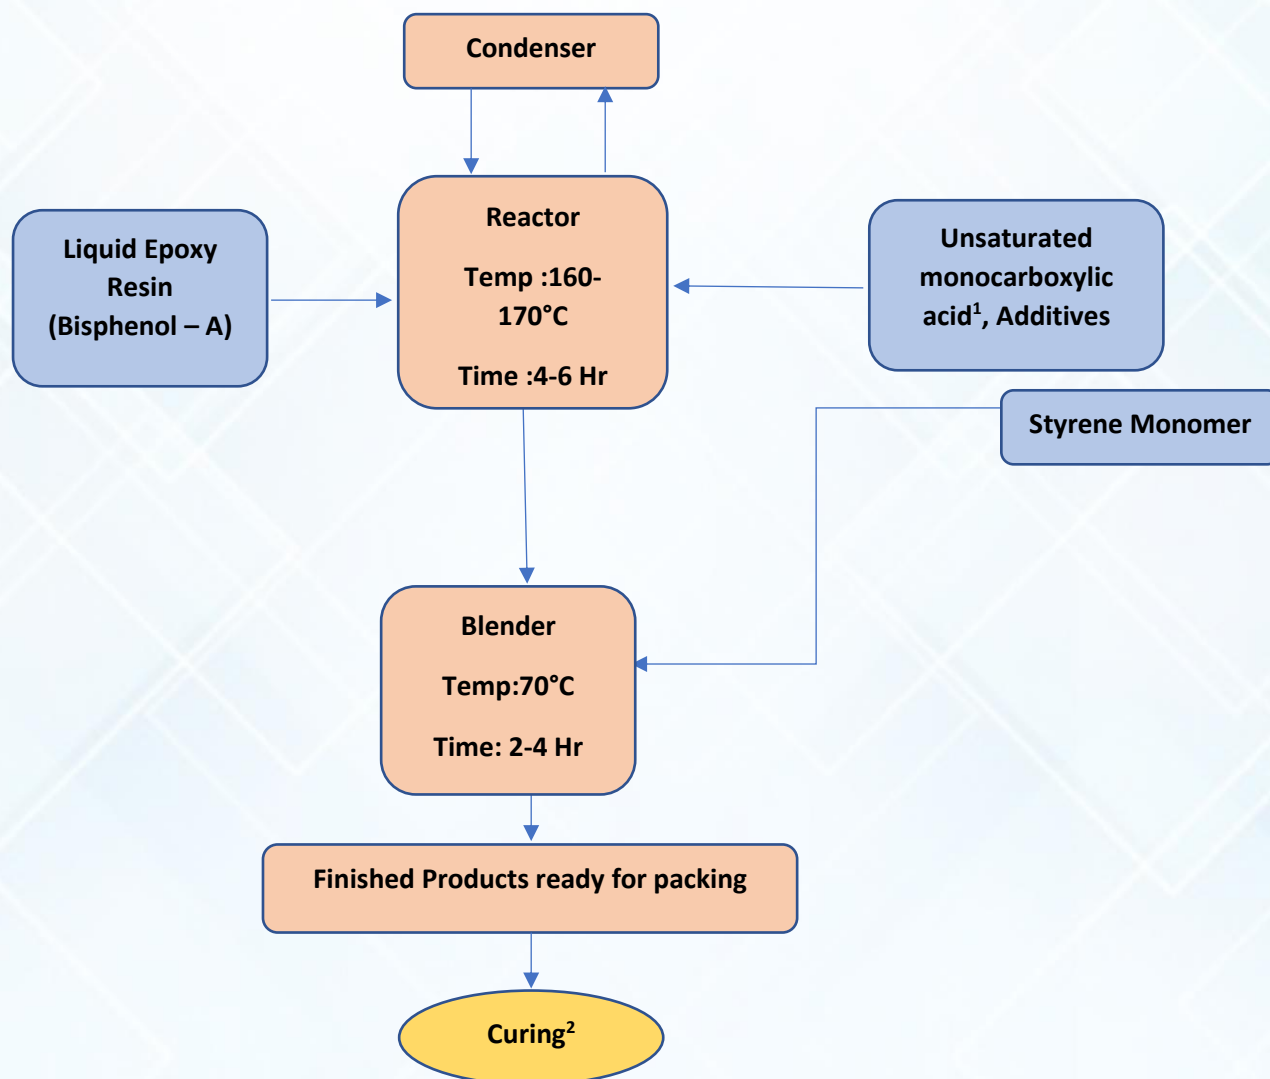 Condenser
Reactor
Temp :160-
170°C
Time :4-6 Hr
Liquid Epoxy
Resin
(Bisphenol – A)
Unsaturated
monocarboxylic
acid¹, Additives
Styrene Monomer
Blender
Temp:70°C
Time: 2-4 Hr
Finished Products ready for packing
Curing²